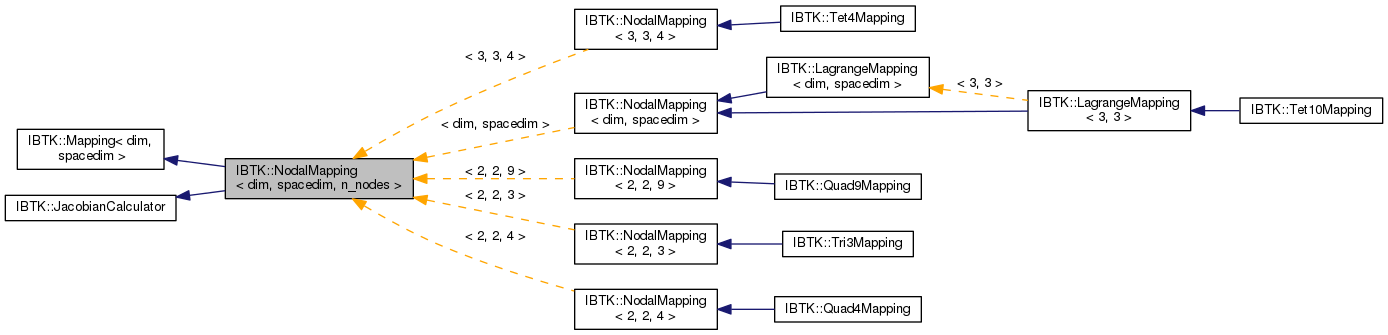 IBTK::NodalMapping
< 3, 3, 4 >
IBTK::Tet4Mapping
< 3, 3, 4 >
IBTK::LagrangeMapping
< dim, spacedim >
< 3, 3 >
IBTK::LagrangeMapping
< 3, 3 >
IBTK::Tet10Mapping
IBTK::NodalMapping
< dim, spacedim >
< dim, spacedim >
IBTK::Mapping< dim,
spacedim >
IBTK::NodalMapping
< dim, spacedim, n_nodes >
IBTK::JacobianCalculator
< 2, 2, 9 >
IBTK::NodalMapping
< 2, 2, 9 >
IBTK::Quad9Mapping
< 2, 2, 3 >
IBTK::NodalMapping
< 2, 2, 3 >
IBTK::Tri3Mapping
< 2, 2, 4 >
IBTK::NodalMapping
< 2, 2, 4 >
IBTK::Quad4Mapping